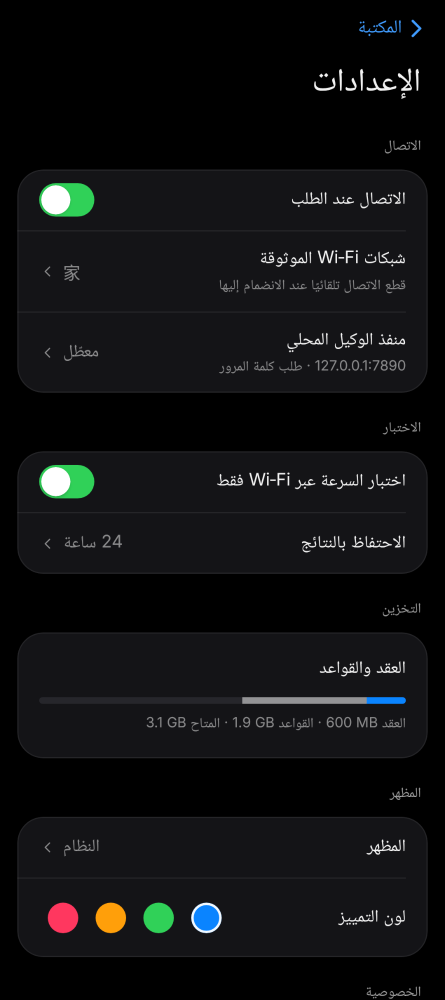 المكتبة
الإعدادات
الاتصال
الاتصال عند الطلب
شبكات Wi-Fi الموثوقة
قطع الاتصال تلقائيًا عند الانضمام إليها
家
منفذ الوكيل المحلي
127.0.0.1:7890 · طلب كلمة المرور
معطّل
الاختبار
اختبار السرعة عبر Wi-Fi فقط
الاحتفاظ بالنتائج
24 ساعة
التخزين
العقد والقواعد
العقد 600 MB · القواعد 1.9 GB · المتاح 3.1 GB
المظهر
المظهر
النظام
لون التمييز
الخصوصية